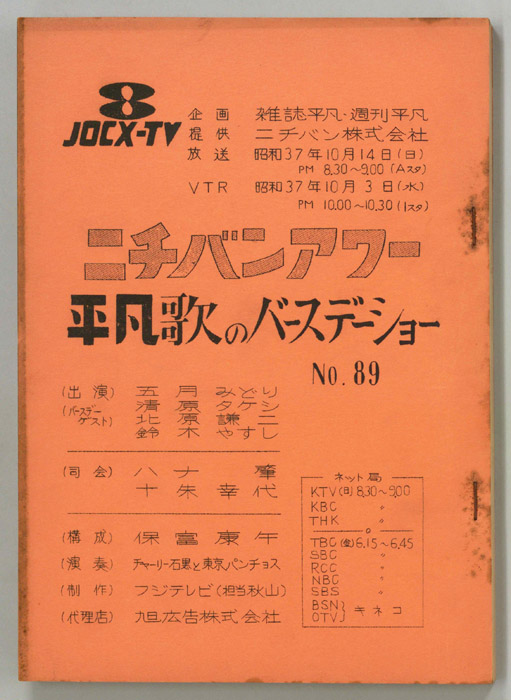 8
JOCX-TV
企画 雑誌平凡・週刊平凡
提供 ニチバン株式会社
放送 昭和37年10月14日(日)
PM 8.30～9.00 (Aスタ)
VTR 昭和37年10月3日(水)
PM 10.00～10.30 (1スタ)
ニチバンアワー
平凡歌のバースデーショー
No.89
(出演) 五月みどり
(バースデーゲスト) 清原タケシ
北原謙二
鈴木やすし
(司会) ハナ肇
十朱幸代
(構成) 保富康午
(演奏) チャーリー石黒と東京パンチョス
(制作) フジテレビ(担当秋山)
(代理店) 旭広告株式会社
ネット局
KTV (日) 8.30～9.00
KBC 〃
THK 〃
TBC (金) 6.15～6.45
SBC 〃
RCC 〃
NBC 〃
SBS 〃
BSN} キネコ
OTV}